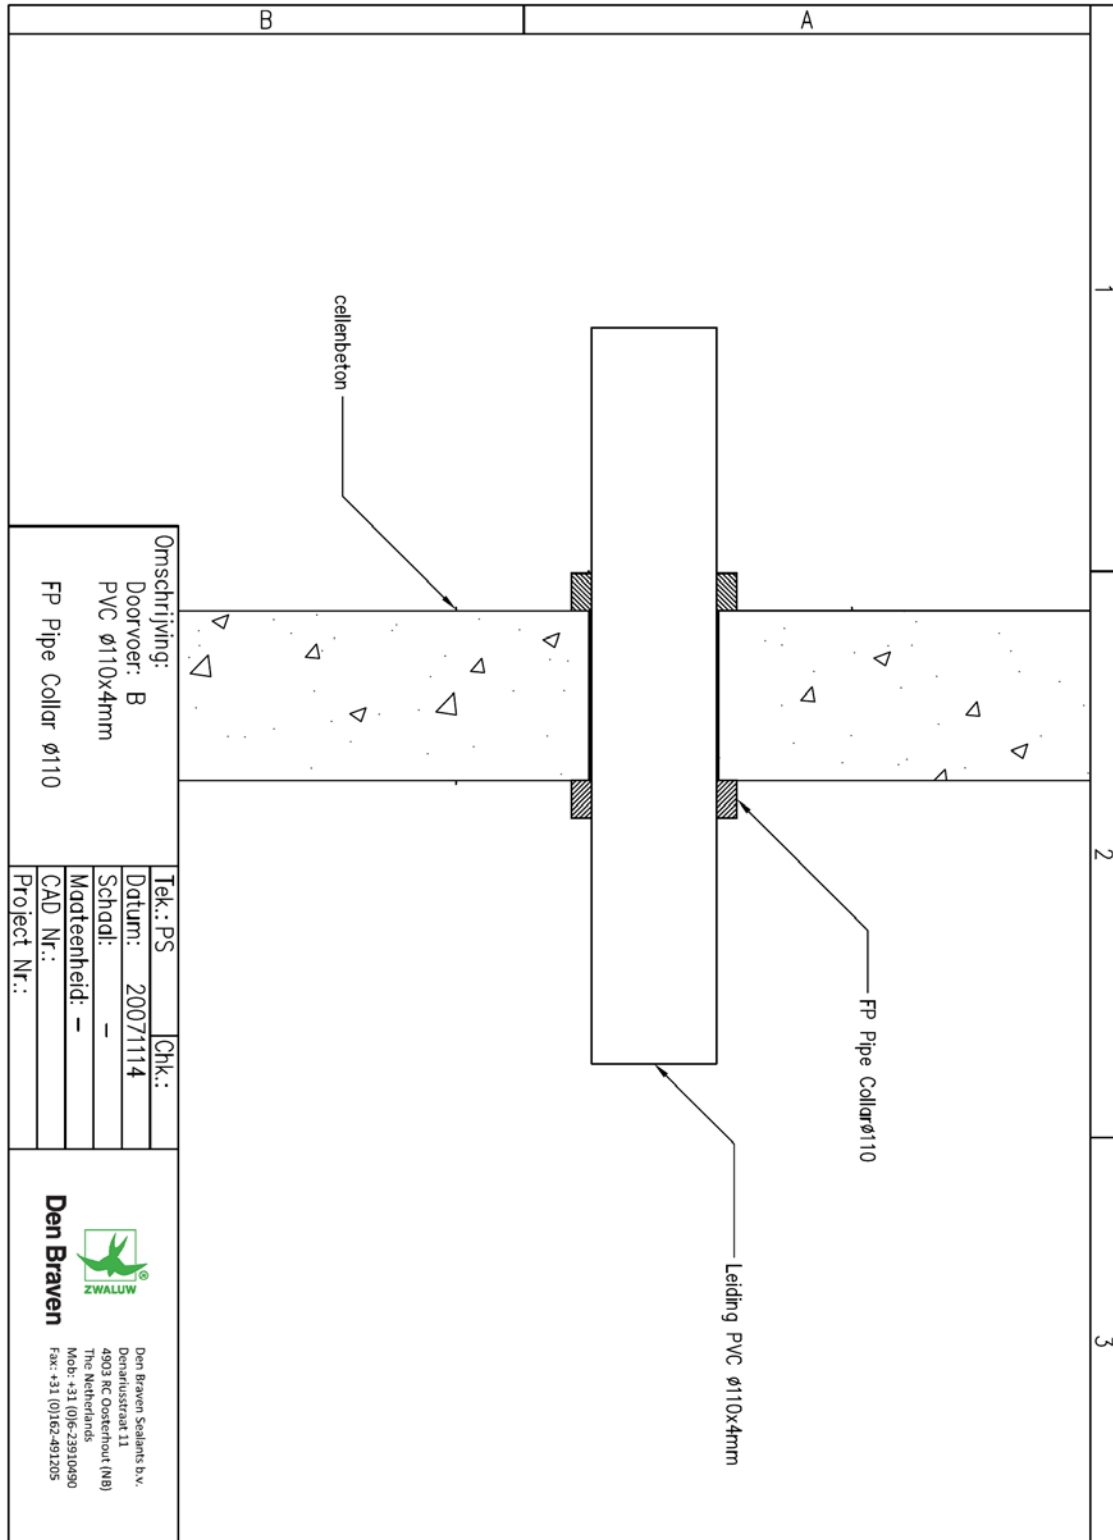 1
2
3
A
B
FP Pipe CollarØ110
Leiding PVC Ø110x4mm
cellenbeton
Omschrijving:
Doorvoer: B
PVC Ø110x4mm
FP Pipe Collar Ø110
Tek.: PS
Chk.:
Datum: 20071114
Schaal: –
Maateenheid: –
CAD Nr.:
Project Nr.:
®
ZWALUW
Den Braven
Den Braven Sealants b.v.
Denariusstraat 11
4903 RC Oosterhout (NB)
The Netherlands
Mob: +31 (0)6-23910490
Fax: +31 (0)162-491205